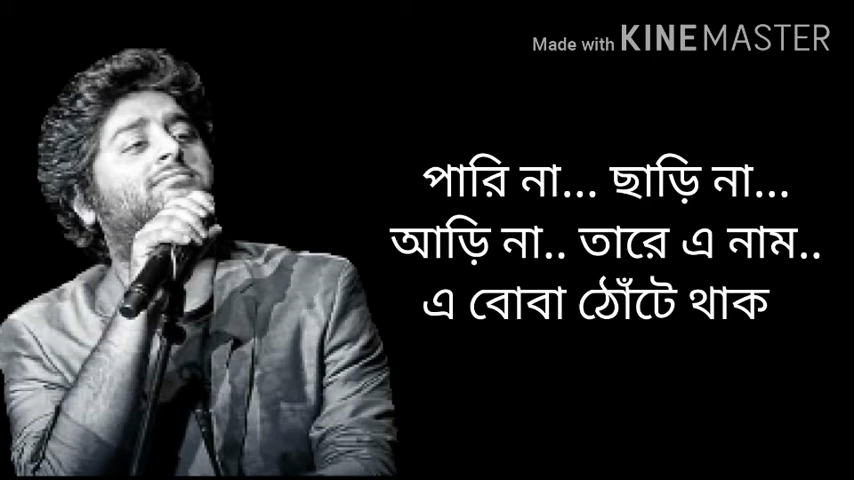 Made with KINEMASTER
পারি না... ছাড়ি না...
আড়ি না.. তারে এ নাম..
এ বোবা ঠোঁটে থাক